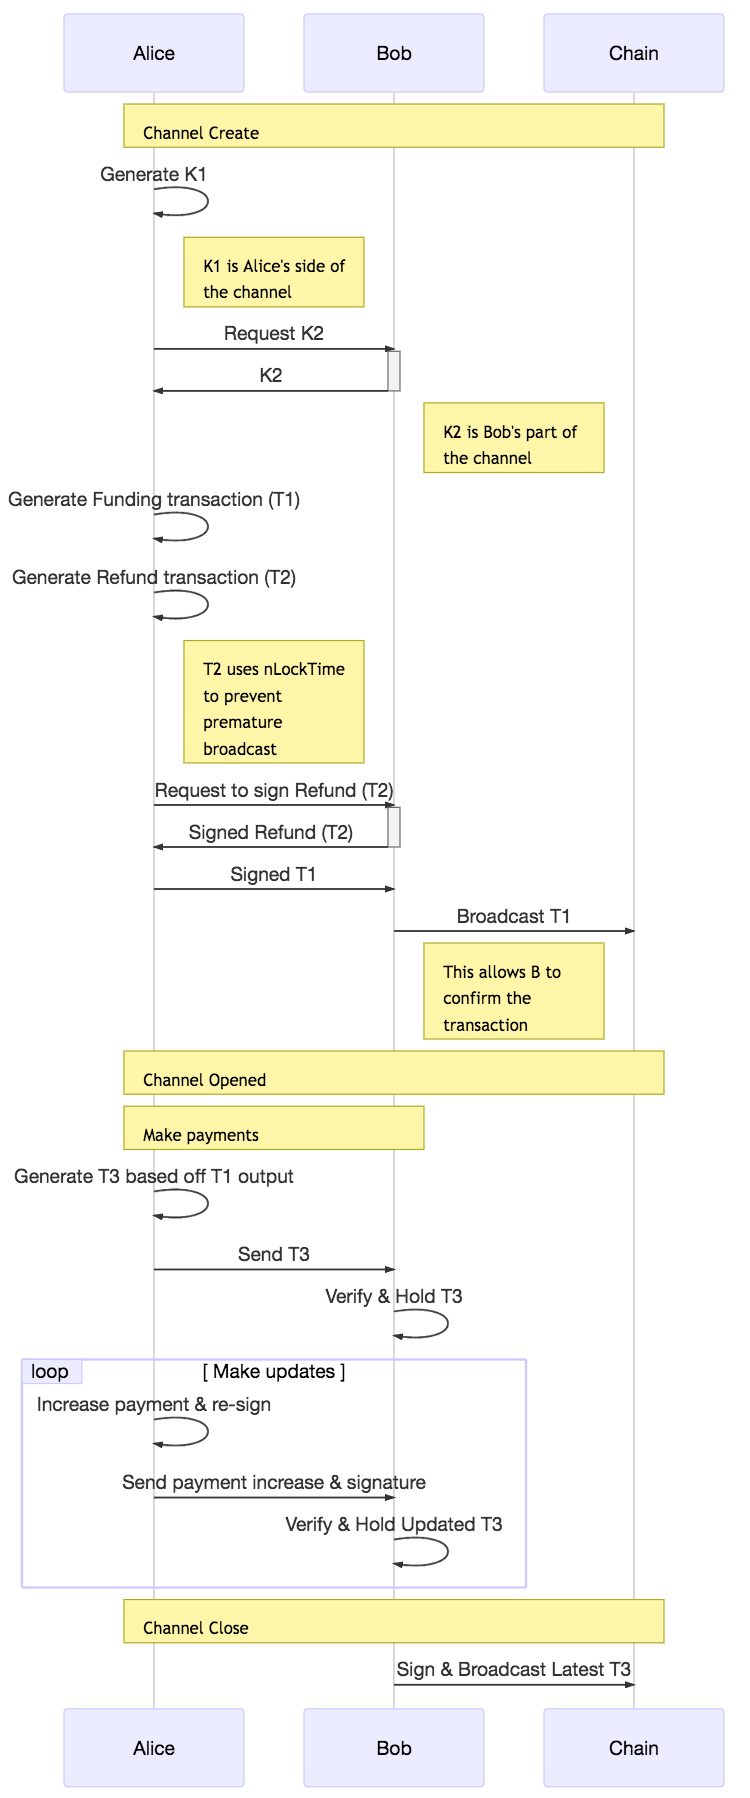 Alice
Bob
Chain
Channel Create
Generate K1
K1 is Alice's side of
the channel
Request K2
K2
K2 is Bob's part of
the channel
Generate Funding transaction (T1)
Generate Refund transaction (T2)
T2 uses nLockTime
to prevent
premature
broadcast
Request to sign Refund (T2)
Signed Refund (T2)
Signed T1
Broadcast T1
This allows B to
confirm the
transaction
Channel Opened
Make payments
Generate T3 based off T1 output
Send T3
Verify & Hold T3
loop
[ Make updates ]
Increase payment & re-sign
Send payment increase & signature
Verify & Hold Updated T3
Channel Close
Sign & Broadcast Latest T3
Alice
Bob
Chain